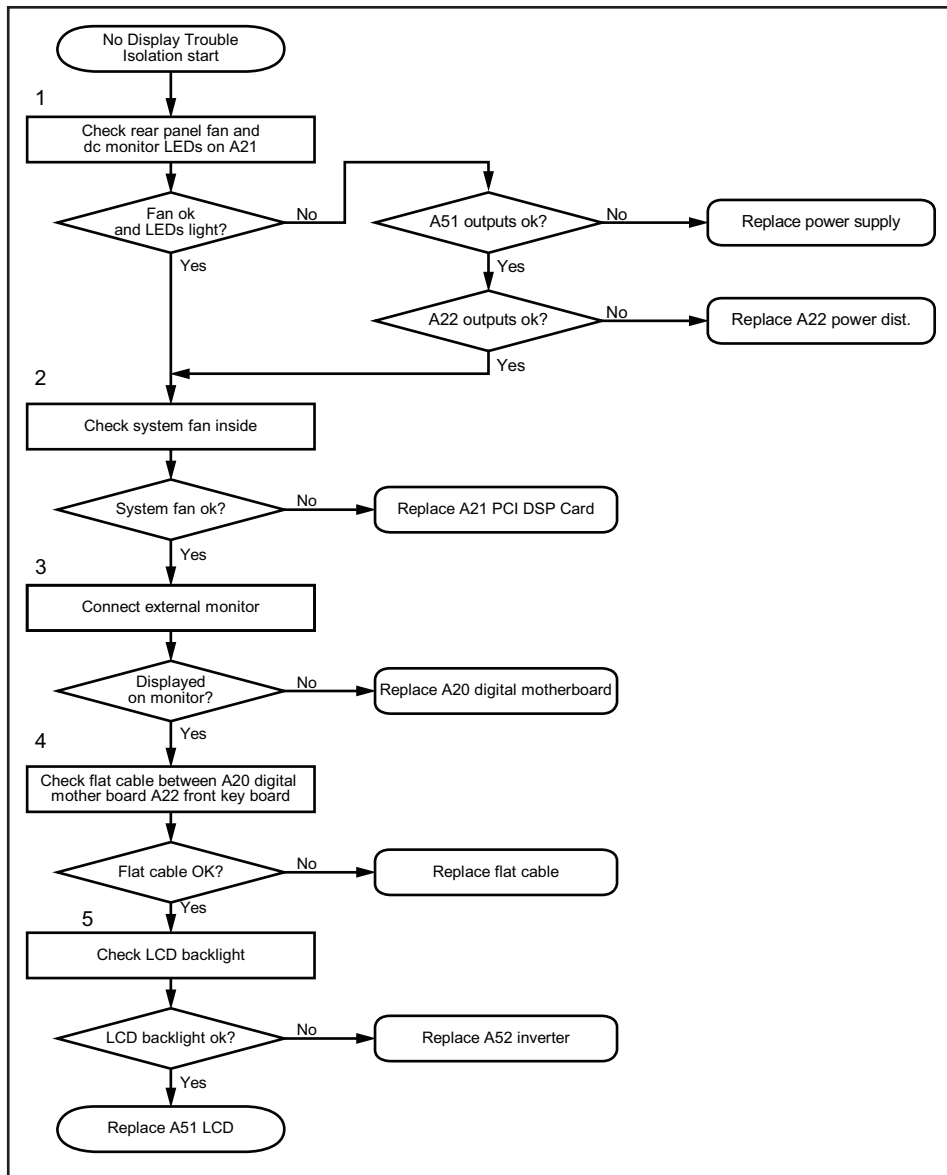 No Display Trouble
Isolation start
1
Check rear panel fan and
dc monitor LEDs on A21
Fan ok
and LEDs light?
No
Yes
A51 outputs ok?
No
Replace power supply
Yes
A22 outputs ok?
No
Replace A22 power dist.
Yes
2
Check system fan inside
System fan ok?
No
Replace A21 PCI DSP Card
Yes
3
Connect external monitor
Displayed
on monitor?
No
Replace A20 digital motherboard
Yes
4
Check flat cable between A20 digital
mother board A22 front key board
Flat cable OK?
No
Replace flat cable
Yes
5
Check LCD backlight
LCD backlight ok?
No
Replace A52 inverter
Yes
Replace A51 LCD